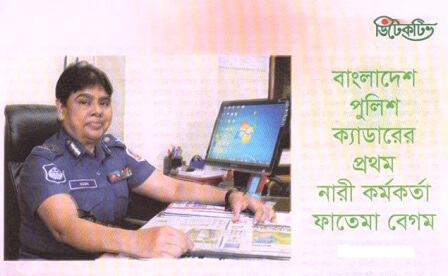 ডিটেকটিভ
বাংলাদেশ
পুলিশ
ক্যাডারের
প্রথম
নারী কর্মকর্তা
ফাতেমা বেগম